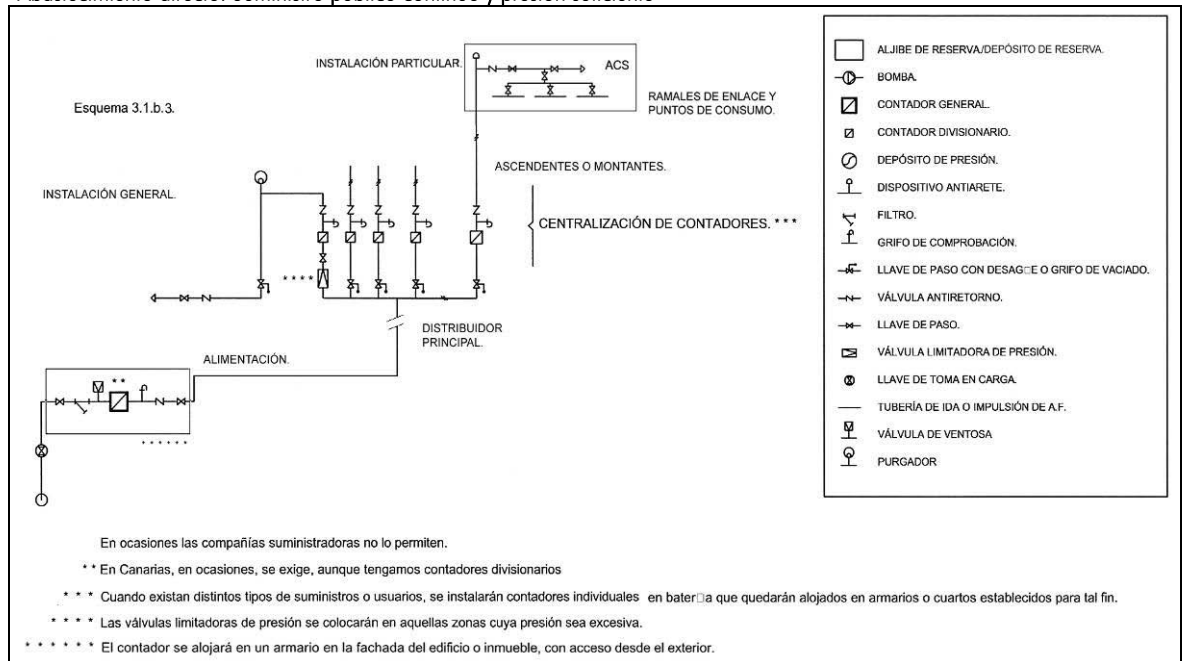 Abastecimiento directo. Suministro público continuo y presión suficiente
INSTALACIÓN PARTICULAR.
ACS
Esquema 3.1.b.3.
RAMALES DE ENLACE Y
PUNTOS DE CONSUMO.
ASCENDENTES O MONTANTES.
INSTALACIÓN GENERAL.
CENTRALIZACIÓN DE CONTADORES. * * *
* * * *
DISTRIBUIDOR
PRINCIPAL.
ALIMENTACIÓN.
* *
* * * * * *
ALJIBE DE RESERVA/DEPÓSITO DE RESERVA.
BOMBA.
CONTADOR GENERAL.
CONTADOR DIVISIONARIO.
DEPÓSITO DE PRESIÓN.
DISPOSITIVO ANTIARETE.
FILTRO.
GRIFO DE COMPROBACIÓN.
LLAVE DE PASO CON DESAG□E O GRIFO DE VACIADO.
VÁLVULA ANTIRETORNO.
LLAVE DE PASO.
VÁLVULA LIMITADORA DE PRESIÓN.
LLAVE DE TOMA EN CARGA.
TUBERÍA DE IDA O IMPULSIÓN DE A.F.
VÁLVULA DE VENTOSA
PURGADOR
En ocasiones las compañías suministradoras no lo permiten.
* * En Canarias, en ocasiones, se exige, aunque tengamos contadores divisionarios
* * * Cuando existan distintos tipos de suministros o usuarios, se instalarán contadores individuales en bater□a que quedarán alojados en armarios o cuartos establecidos para tal fin.
* * * * Las válvulas limitadoras de presión se colocarán en aquellas zonas cuya presión sea excesiva.
* * * * * * El contador se alojará en un armario en la fachada del edificio o inmueble, con acceso desde el exterior.